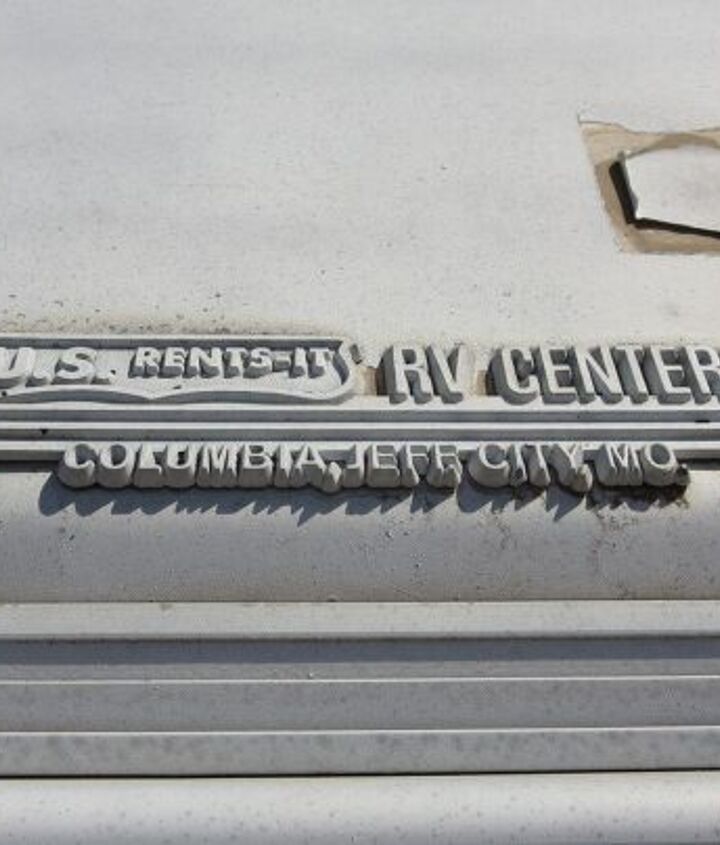 U.S. RENTS-IT RV CENTER
COLUMBIA, JEFF CITY, MO.